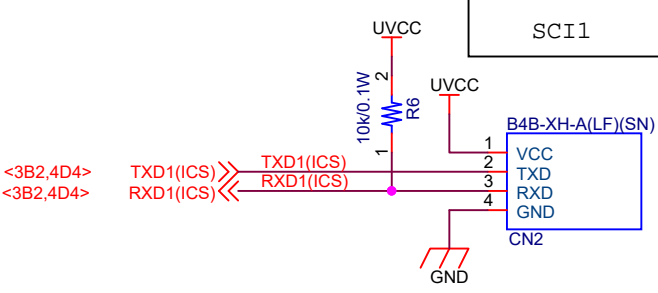 SCI1
UVCC
UVCC
10k/0.1W
2
R6
1
B4B-XH-A(LF)(SN)
<3B2,4D4> TXD1(ICS) TXD1(ICS) 2 TXD
1 VCC
<3B2,4D4> RXD1(ICS) RXD1(ICS) 3 RXD
4 GND
CN2
GND